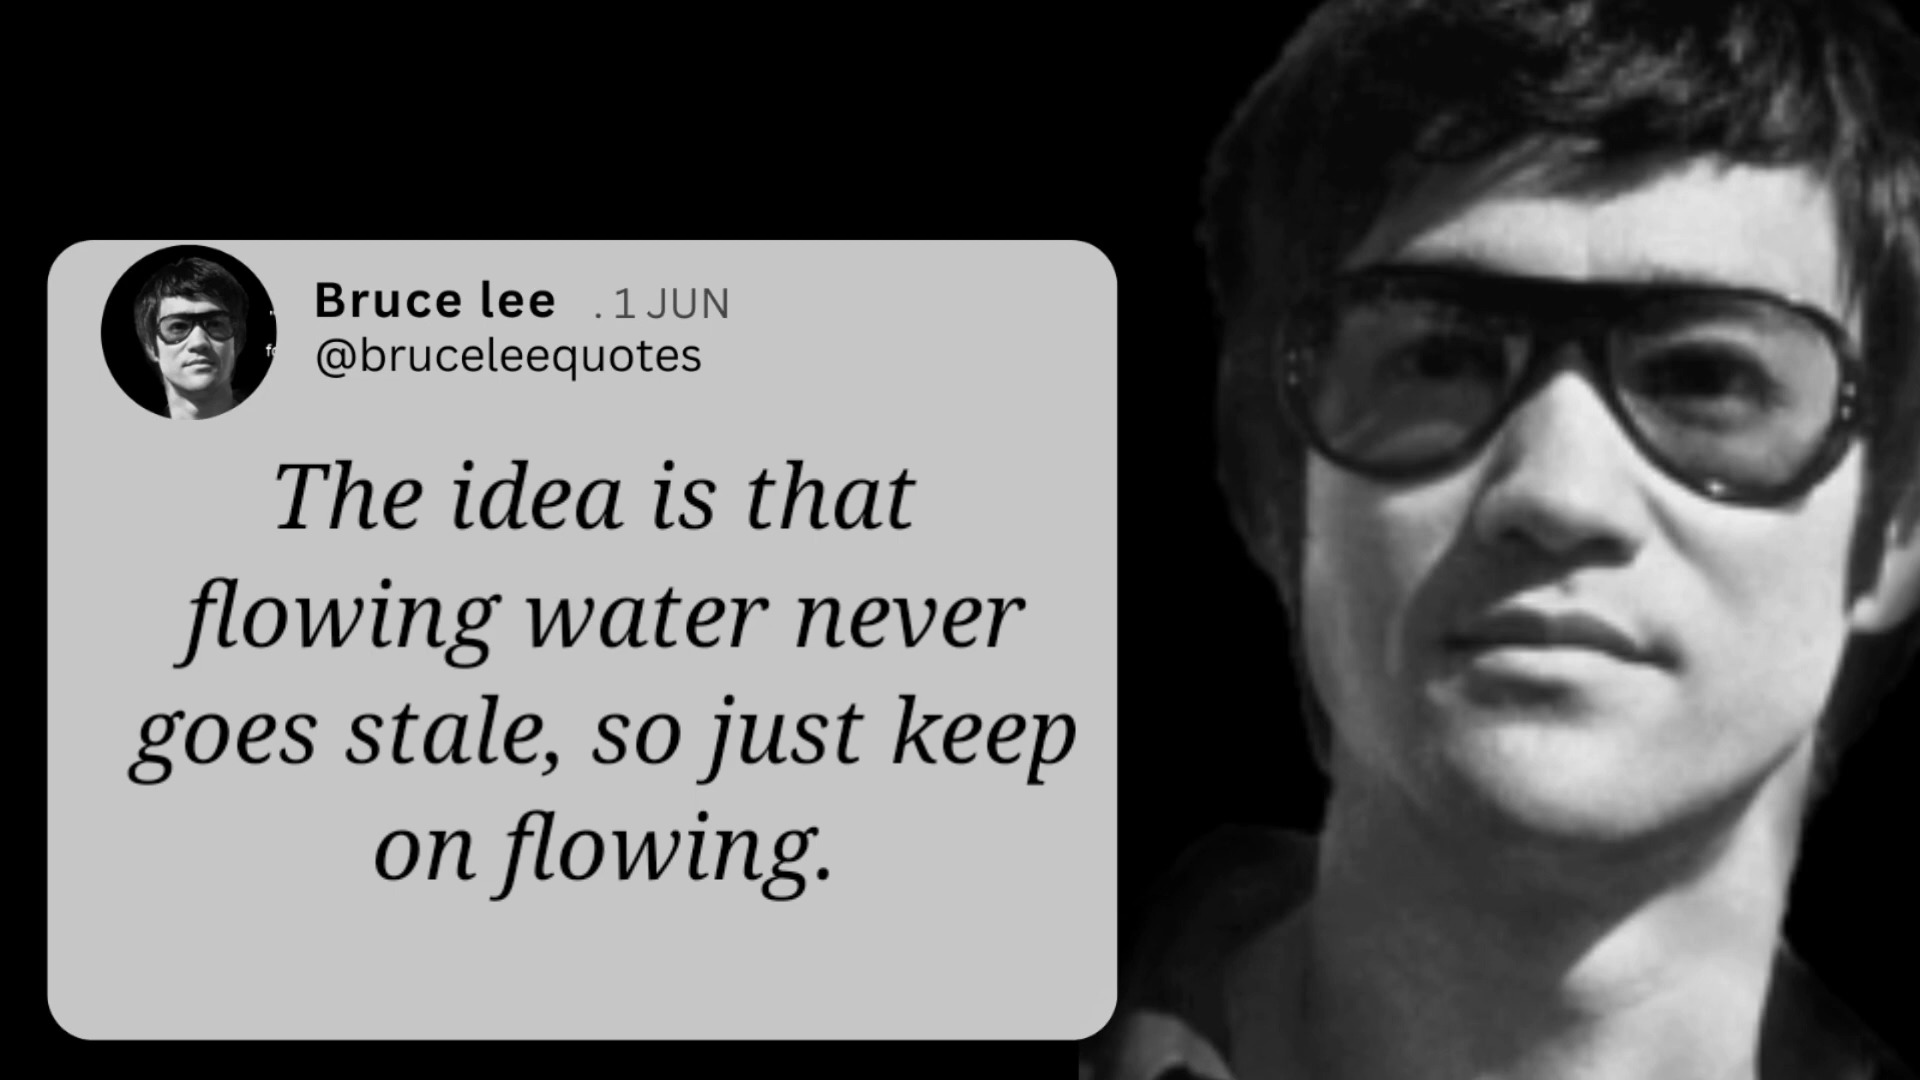 Bruce lee . 1 JUN
@bruceleequotes
The idea is that
flowing water never
goes stale, so just keep
on flowing.